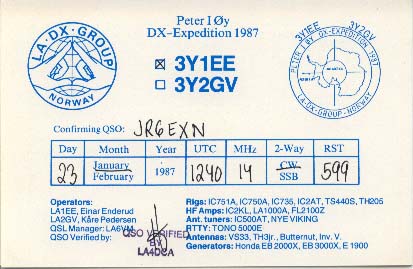 LA-DX-GROUP
NORWAY
Peter I Øy
DX-Expedition 1987
3Y1EE
3Y2GV
3Y1EE 3Y2GV
PETER I BY DX-EXPEDITION 1987
LA-DX-GROUP-NORWAY
Confirming QSO: JR6EXN
Day Month Year UTC MHz 2-Way RST
23 January 1987 1240 14 CW 599
February SSB
Operators:
LA1EE, Einar Enderud
LA2GV, Kåre Pedersen
QSL Manager: LA6VM
QSO Verified by:
QSO VERIFIED
BY
LA4DCA
Rigs: IC751A, IC750A, IC735, IC2AT, TS440S, TH205
HF Amps: IC2KL, LA1000A, FL2100Z
Ant. tuners: IC500AT, NYE VIKING
RTTY: TONO 5000E
Antennas: VS33, TH3jr., Butternut, Inv. V.
Generators: Honda EB 2000X, EB 3000X, E 1900